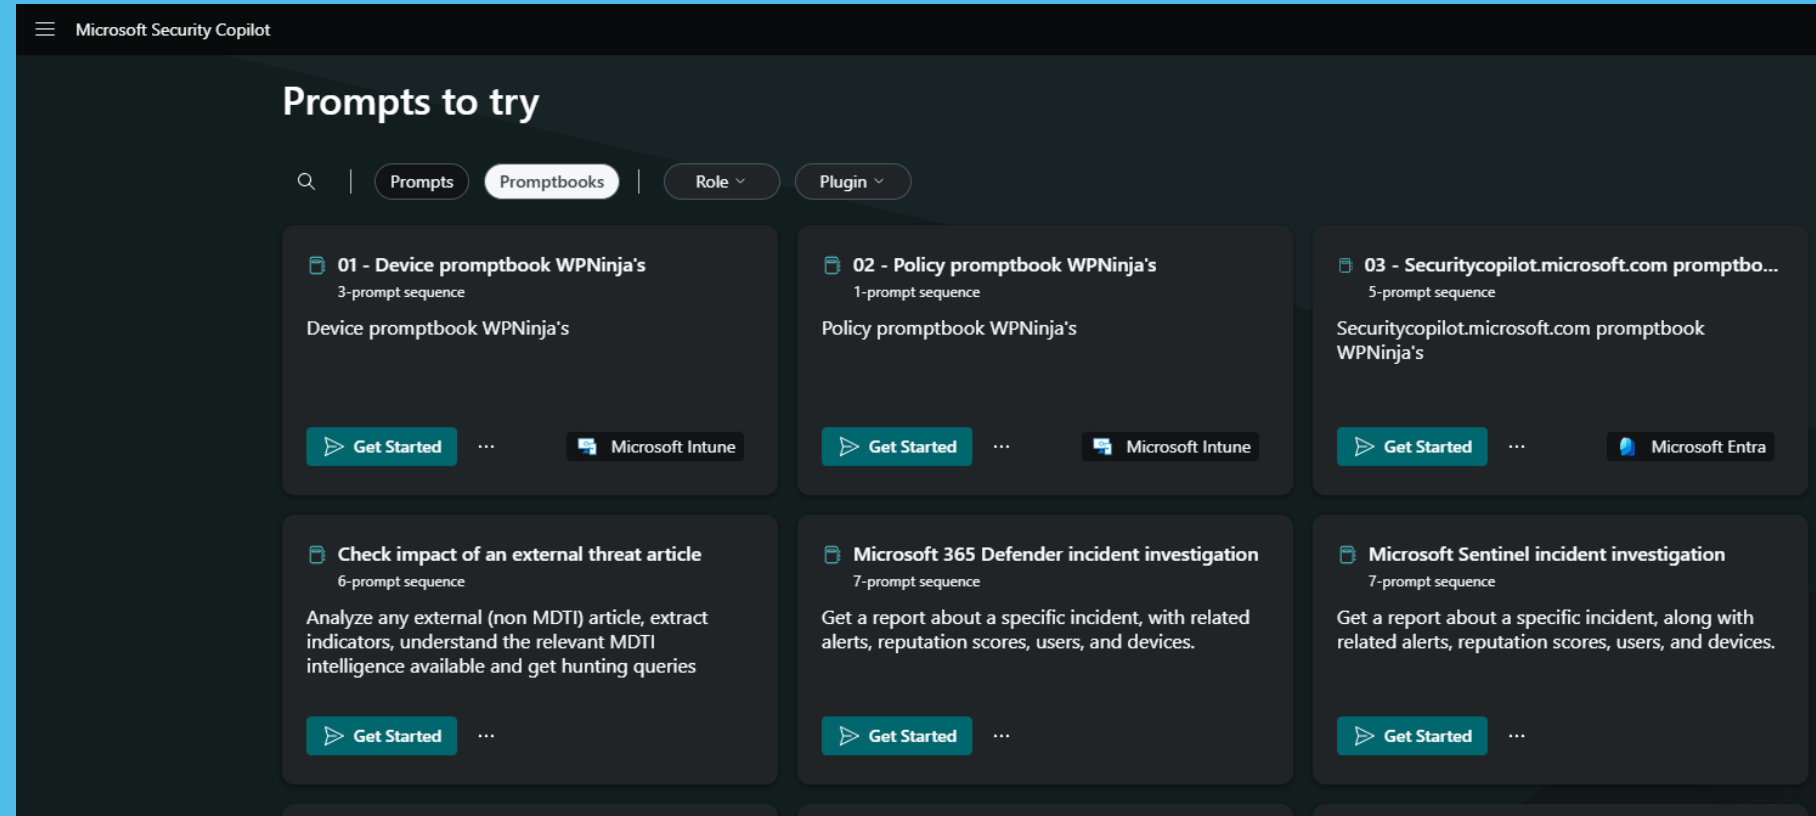 Microsoft Security Copilot
Prompts to try
Prompts
Promptbooks
Role
Plugin
01 - Device promptbook WPNinja's
3-prompt sequence
Device promptbook WPNinja's
Get Started
Microsoft Intune
02 - Policy promptbook WPNinja's
1-prompt sequence
Policy promptbook WPNinja's
Get Started
Microsoft Intune
03 - Securitycopilot.microsoft.com promptbo...
5-prompt sequence
Securitycopilot.microsoft.com promptbook
WPNinja's
Get Started
Microsoft Entra
Check impact of an external threat article
6-prompt sequence
Analyze any external (non MDTI) article, extract
indicators, understand the relevant MDTI
intelligence available and get hunting queries
Get Started
Microsoft 365 Defender incident investigation
7-prompt sequence
Get a report about a specific incident, with related
alerts, reputation scores, users, and devices.
Get Started
Microsoft Sentinel incident investigation
7-prompt sequence
Get a report about a specific incident, along with
related alerts, reputation scores, users, and devices.
Get Started